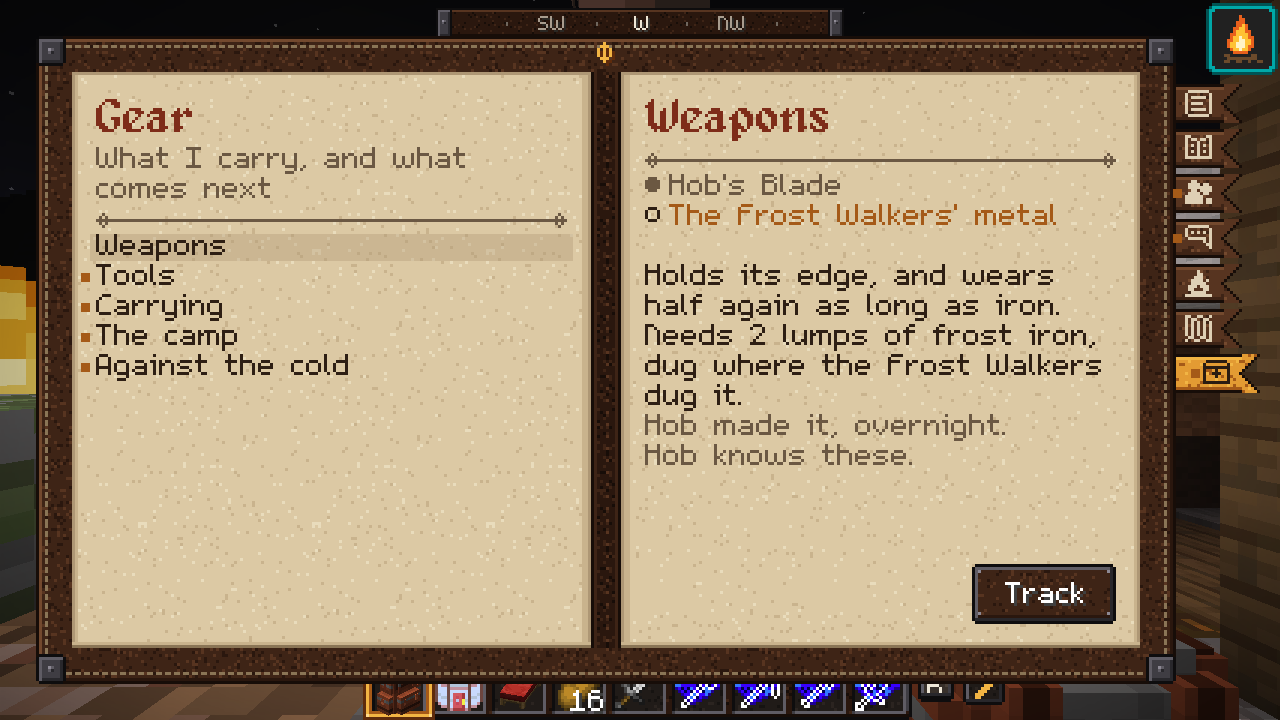 SW W NW
Gear
What I carry, and what
comes next
Weapons
Tools
Carrying
The camp
Against the cold
Weapons
Hob's Blade
The Frost Walkers' metal
Holds its edge, and wears
half again as long as iron.
Needs 2 lumps of frost iron,
dug where the Frost Walkers
dug it.
Hob made it, overnight.
Hob knows these.
Track
16